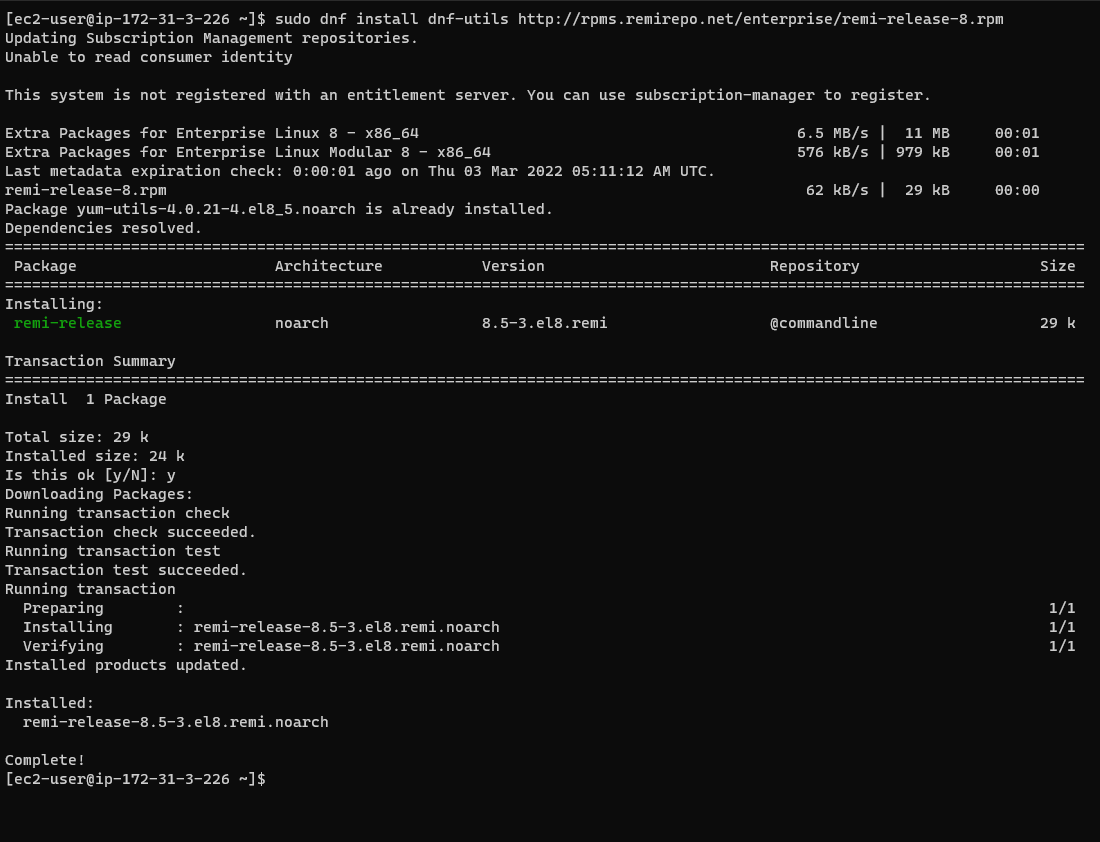 [ec2-user@ip-172-31-3-226 ~]$ sudo dnf install dnf-utils http://rpms.remirepo.net/enterprise/remi-release-8.rpm
Updating Subscription Management repositories.
Unable to read consumer identity
This system is not registered with an entitlement server. You can use subscription-manager to register.
Extra Packages for Enterprise Linux 8 - x86_64 6.5 MB/s | 11 MB 00:01
Extra Packages for Enterprise Linux Modular 8 - x86_64 576 kB/s | 979 kB 00:01
Last metadata expiration check: 0:00:01 ago on Thu 03 Mar 2022 05:11:12 AM UTC.
remi-release-8.rpm 62 kB/s | 29 kB 00:00
Package yum-utils-4.0.21-4.el8_5.noarch is already installed.
Dependencies resolved.
========================================================================================================================
Package Architecture Version Repository Size
========================================================================================================================
Installing:
remi-release noarch 8.5-3.el8.remi @commandline 29 k
Transaction Summary
========================================================================================================================
Install 1 Package
Total size: 29 k
Installed size: 24 k
Is this ok [y/N]: y
Downloading Packages:
Running transaction check
Transaction check succeeded.
Running transaction test
Transaction test succeeded.
Running transaction
Preparing : 1/1
Installing : remi-release-8.5-3.el8.remi.noarch 1/1
Verifying : remi-release-8.5-3.el8.remi.noarch 1/1
Installed products updated.
Installed:
remi-release-8.5-3.el8.remi.noarch
Complete!
[ec2-user@ip-172-31-3-226 ~]$